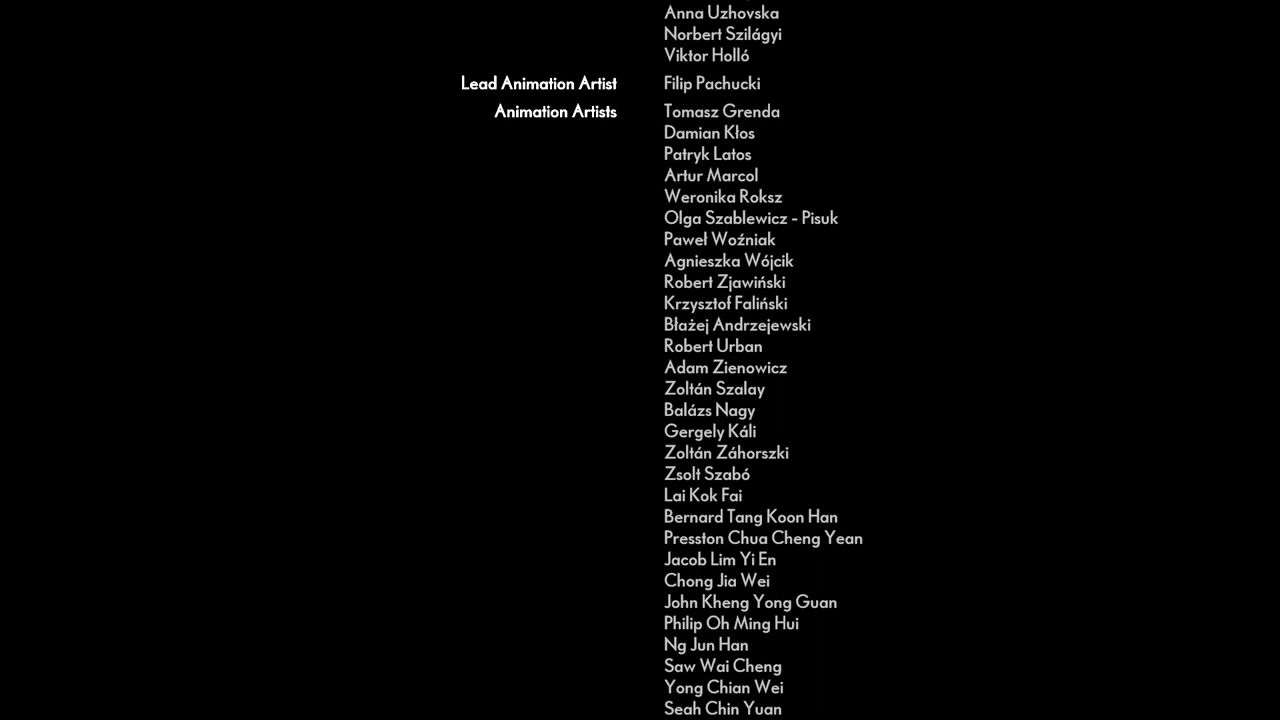 Anna Uzhovska
Norbert Szilágyi
Viktor Holló
Lead Animation Artist Filip Pachucki
Animation Artists Tomasz Grenda
Damian Kłos
Patryk Latos
Artur Marcol
Weronika Roksz
Olga Szablewicz - Pisuk
Paweł Woźniak
Agnieszka Wójcik
Robert Zjawiński
Krzysztof Faliński
Błażej Andrzejewski
Robert Urban
Adam Zienowicz
Zoltán Szalay
Balázs Nagy
Gergely Káli
Zoltán Záhorszki
Zsolt Szabó
Lai Kok Fai
Bernard Tang Koon Han
Presston Chua Cheng Yean
Jacob Lim Yi En
Chong Jia Wei
John Kheng Yong Guan
Philip Oh Ming Hui
Ng Jun Han
Saw Wai Cheng
Yong Chian Wei
Seah Chin Yuan